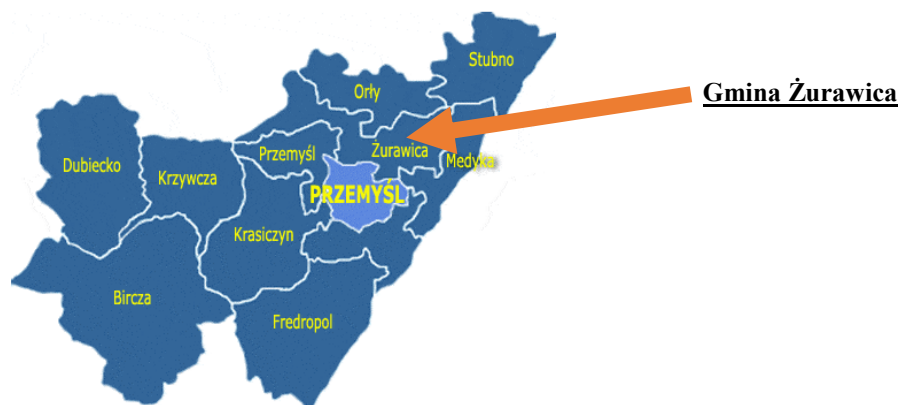 Stubno
Orły
Gmina Żurawica
Przemyśl
Żurawica
Medyka
Dubiecko
Krzywcza
PRZEMYŚL
Krasiczyn
Bircza
Fredropol